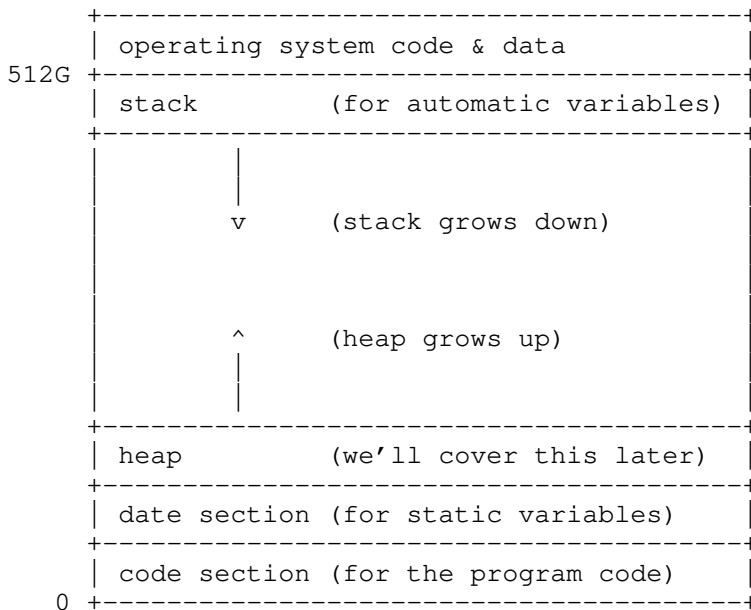 operating system code & data
512G
stack (for automatic variables)
v (stack grows down)
^ (heap grows up)
heap (we'll cover this later)
date section (for static variables)
code section (for the program code)
0